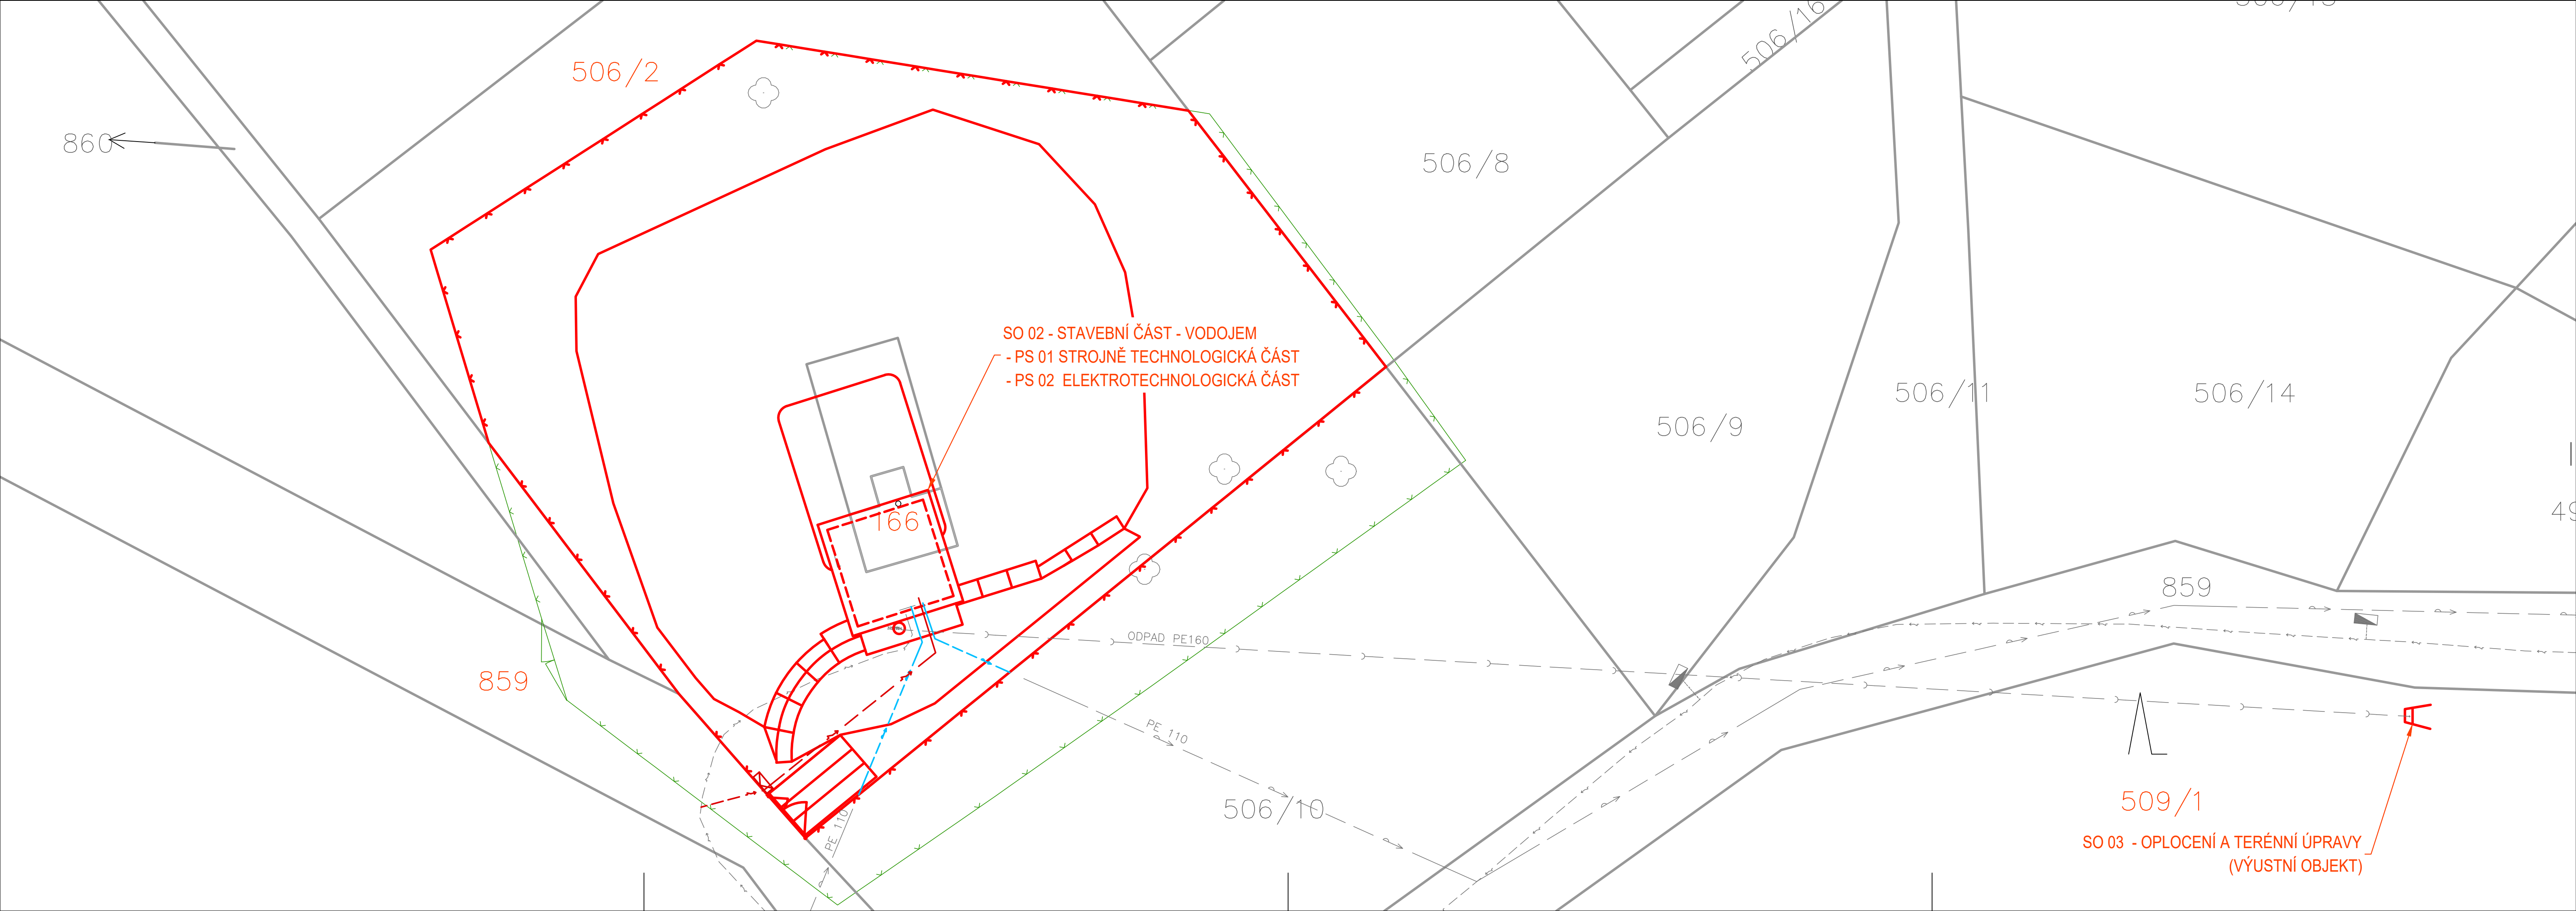 506/16
506/2
860
506/8
SO 02 - STAVEBNÍ ČÁST - VODOJEM
- PS 01 STROJNĚ TECHNOLOGICKÁ ČÁST
- PS 02 ELEKTROTECHNOLOGICKÁ ČÁST
506/9
506/11
506/14
166
859
ODPAD PE160
859
PE 110
506/10
PE 110
509/1
SO 03 - OPLOCENÍ A TERÉNNÍ ÚPRAVY
(VÝUSTNÍ OBJEKT)